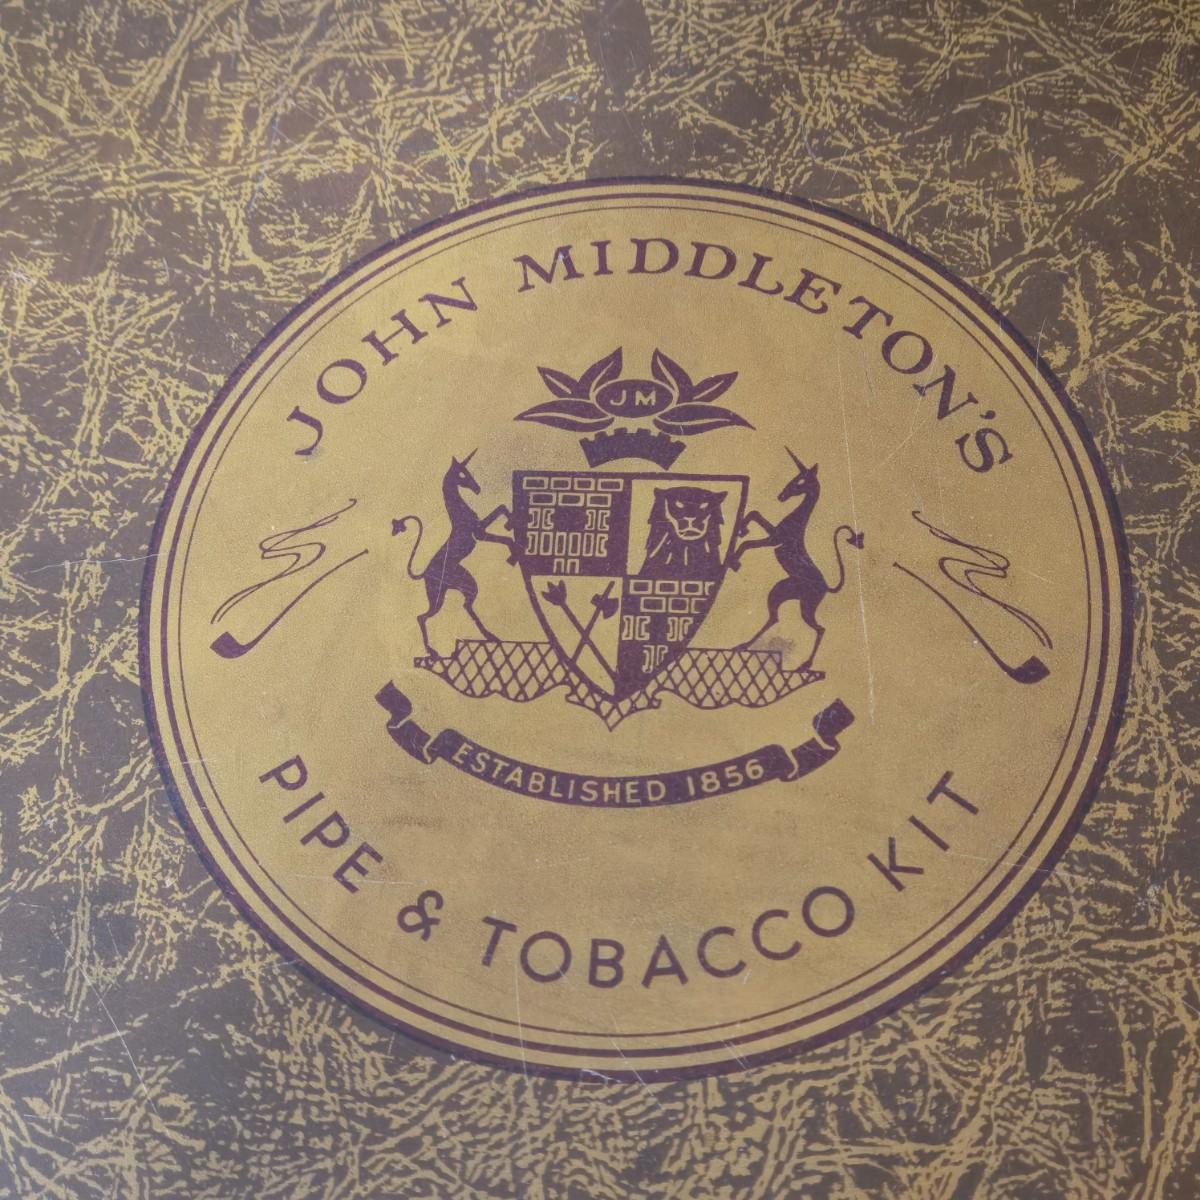 JOHN MIDDLETON'S
JM
ESTABLISHED 1856
PIPE & TOBACCO KIT